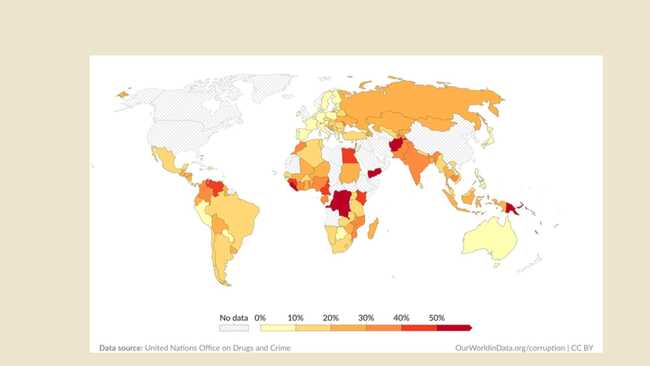 No data 0% 10% 20% 30% 40% 50%
Data source: United Nations Office on Drugs and Crime OurWorldinData.org/corruption | CC BY